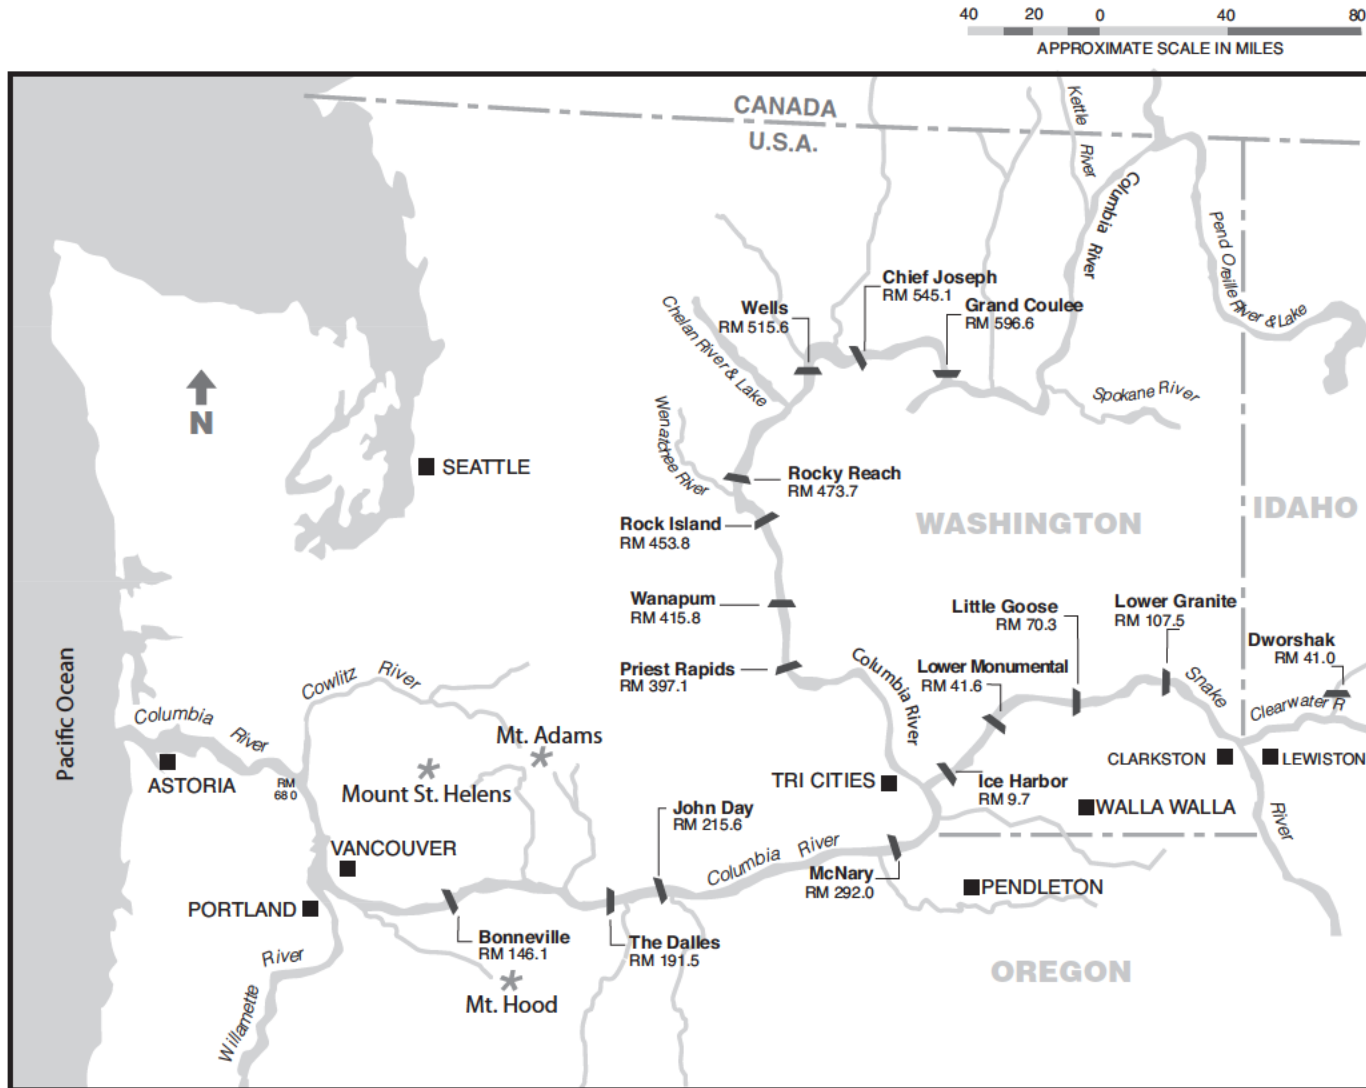 40 20 0 40 80
APPROXIMATE SCALE IN MILES
CANADA
U.S.A.
Kettle
River
Columbia
River
Pend Oreille River & Lake
Chief Joseph
RM 545.1
Wells
RM 515.6
Grand Coulee
RM 596.6
Chelan River & Lake
Spokane River
N
Wenatchee River
SEATTLE
Rocky Reach
RM 473.7
Rock Island
RM 453.8
WASHINGTON
IDAHO
Wanapum
RM 415.8
Little Goose
RM 70.3
Lower Granite
RM 107.5
Dworshak
RM 41.0
Priest Rapids
RM 397.1
Columbia River
Lower Monumental
RM 41.6
Snake
Clearwater R
Pacific Ocean
Cowlitz
River
Columbia
River
Mt. Adams
ASTORIA
RM
68 0
Mount St. Helens
TRI CITIES
Ice Harbor
RM 9.7
CLARKSTON
LEWISTON
WALLA WALLA
River
John Day
RM 215.6
VANCOUVER
Columbia
River
McNary
RM 292.0
PENDLETON
PORTLAND
Bonneville
RM 146.1
The Dalles
RM 191.5
River
Willamette
Mt. Hood
OREGON